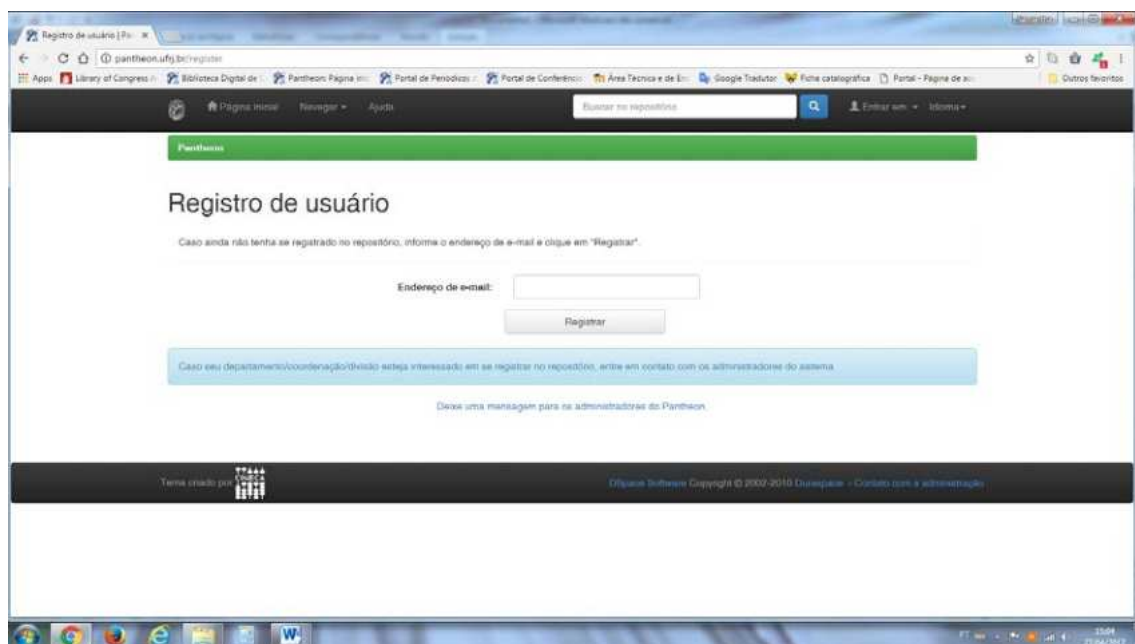 Registro de usuário | Pa
pantheon.ufrj.br/register
Apps
Library of Congress
Biblioteca Digital de
Pantheon: Página
Portal de Periódicos
Portal de Conferênci
Área Técnica e de
Google Tradutor
Ficha catalográfica
Portal - Página de
Outros favoritos
Página inicial
Navegar
Ajuda
Buscar no repositório
Entrar em:
Idioma
Pantheon
Registro de usuário
Caso ainda não tenha se registrado no repositório, informe o endereço de e-mail e clique em "Registrar".
Endereço de e-mail:
Registrar
Caso seu departamento/coordenação/divisão esteja interessado em se registrar no repositório, entre em contato com os administradores do sistema.
Deixe uma mensagem para os administradores do Pantheon.
Tema criado por
CINECA
DSpace Software Copyright © 2002-2010 Duraspace - Contato com a administração
PT
15:04